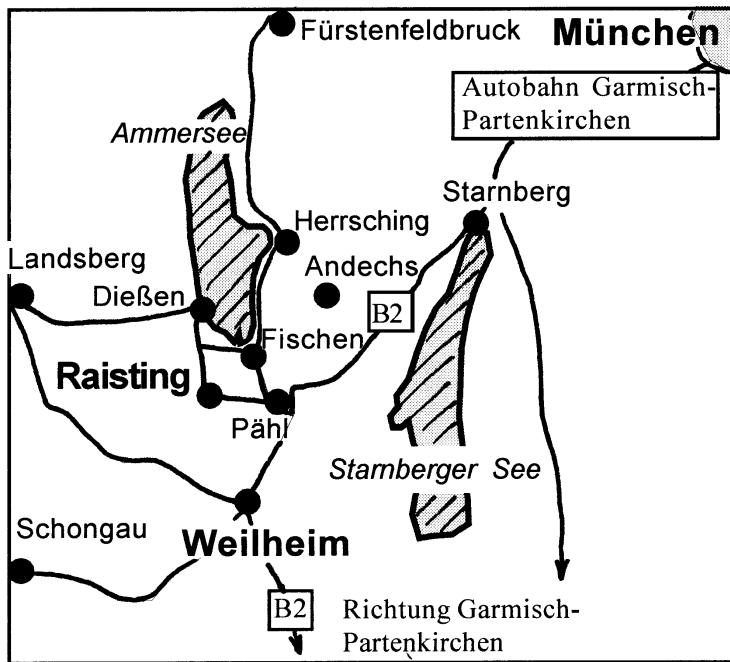 Fürstenfeldbruck
München
Autobahn Garmisch-
Partenkirchen
Ammersee
Starnberg
Herrsching
Landsberg
Andechs
Dießen
B2
Fischen
Raisting
Pähl
Starnberger See
Schongau
Weilheim
B2
Richtung Garmisch-
Partenkirchen